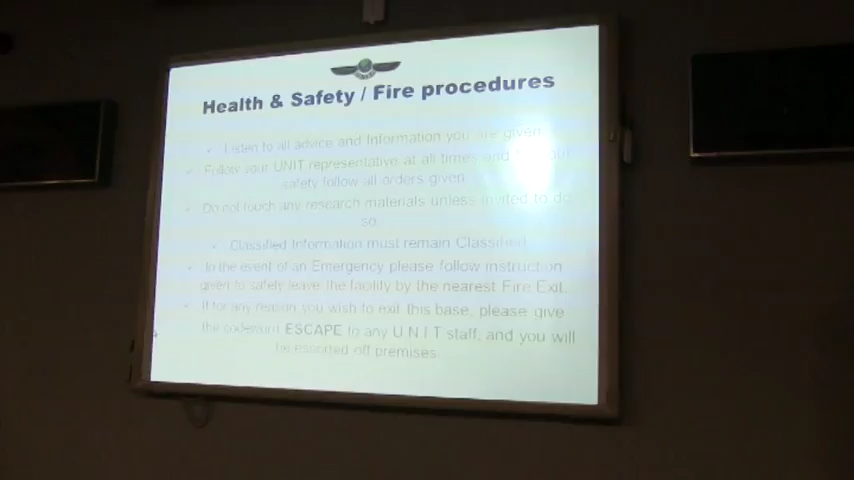 Health & Safety / Fire procedures
Listen to all advice and Information you are given
Follow your UNIT representative at all times and your
safety follow all orders given
Do not touch any research materials unless invited to do
so.
Classified Information must remain Classified
In the event of an Emergency please follow instruction
given to safely leave the facility by the nearest Fire Exit.
If for any reason you wish to exit this base, please give
the codeword ESCAPE to any U N I T staff, and you will
be escorted off premises